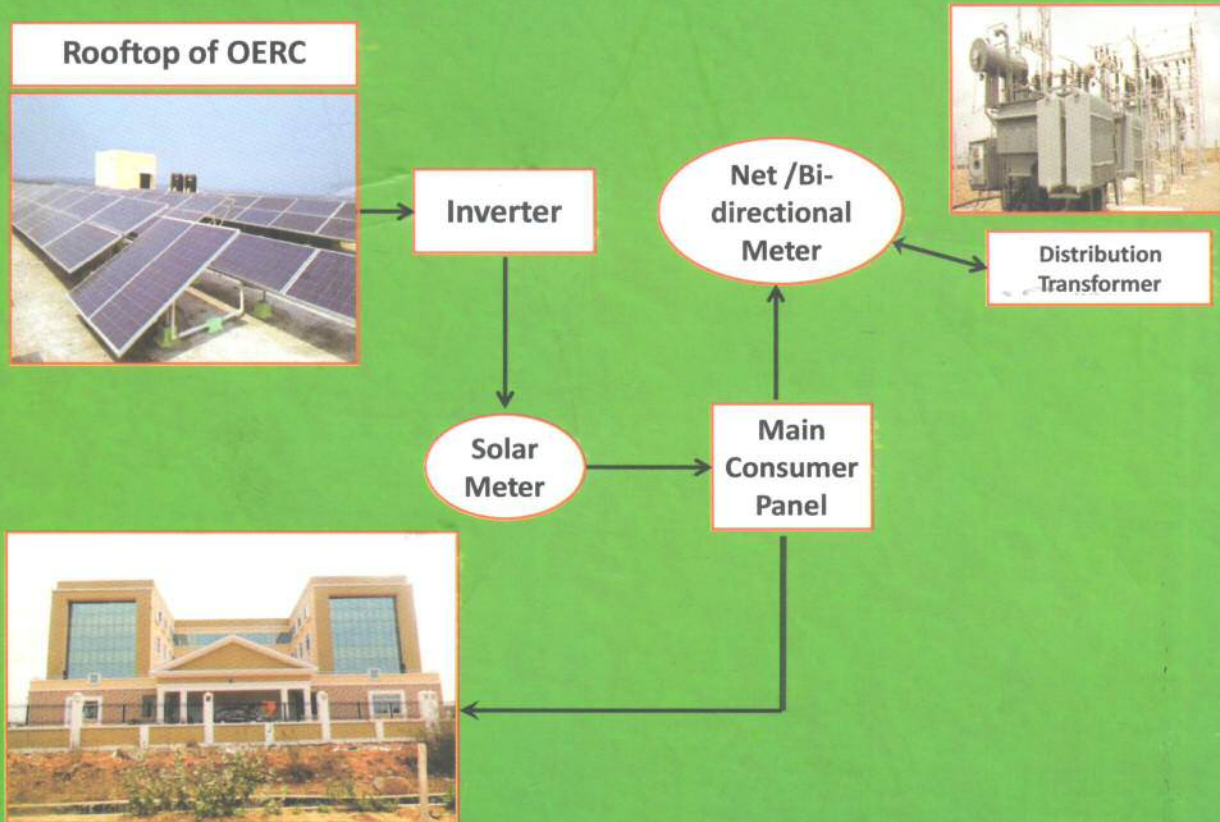 Rooftop of OERC
Inverter
Net /Bi-
directional
Meter
Distribution
Transformer
Solar
Meter
Main
Consumer
Panel